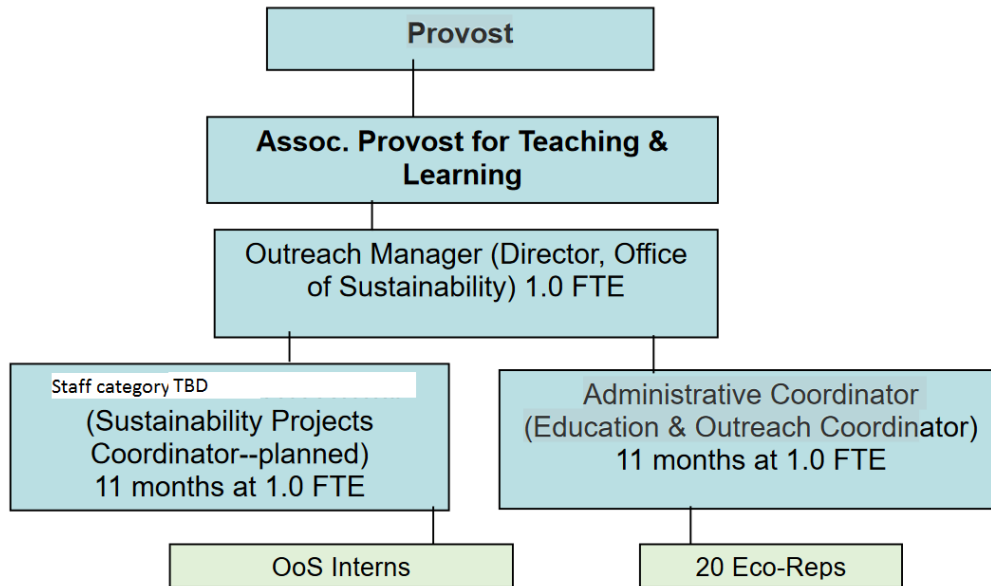 Provost
Assoc. Provost for Teaching &
Learning
Outreach Manager (Director, Office
of Sustainability) 1.0 FTE
Staff category TBD
(Sustainability Projects
Coordinator--planned)
11 months at 1.0 FTE
Administrative Coordinator
(Education & Outreach Coordinator)
11 months at 1.0 FTE
OoS Interns
20 Eco-Reps